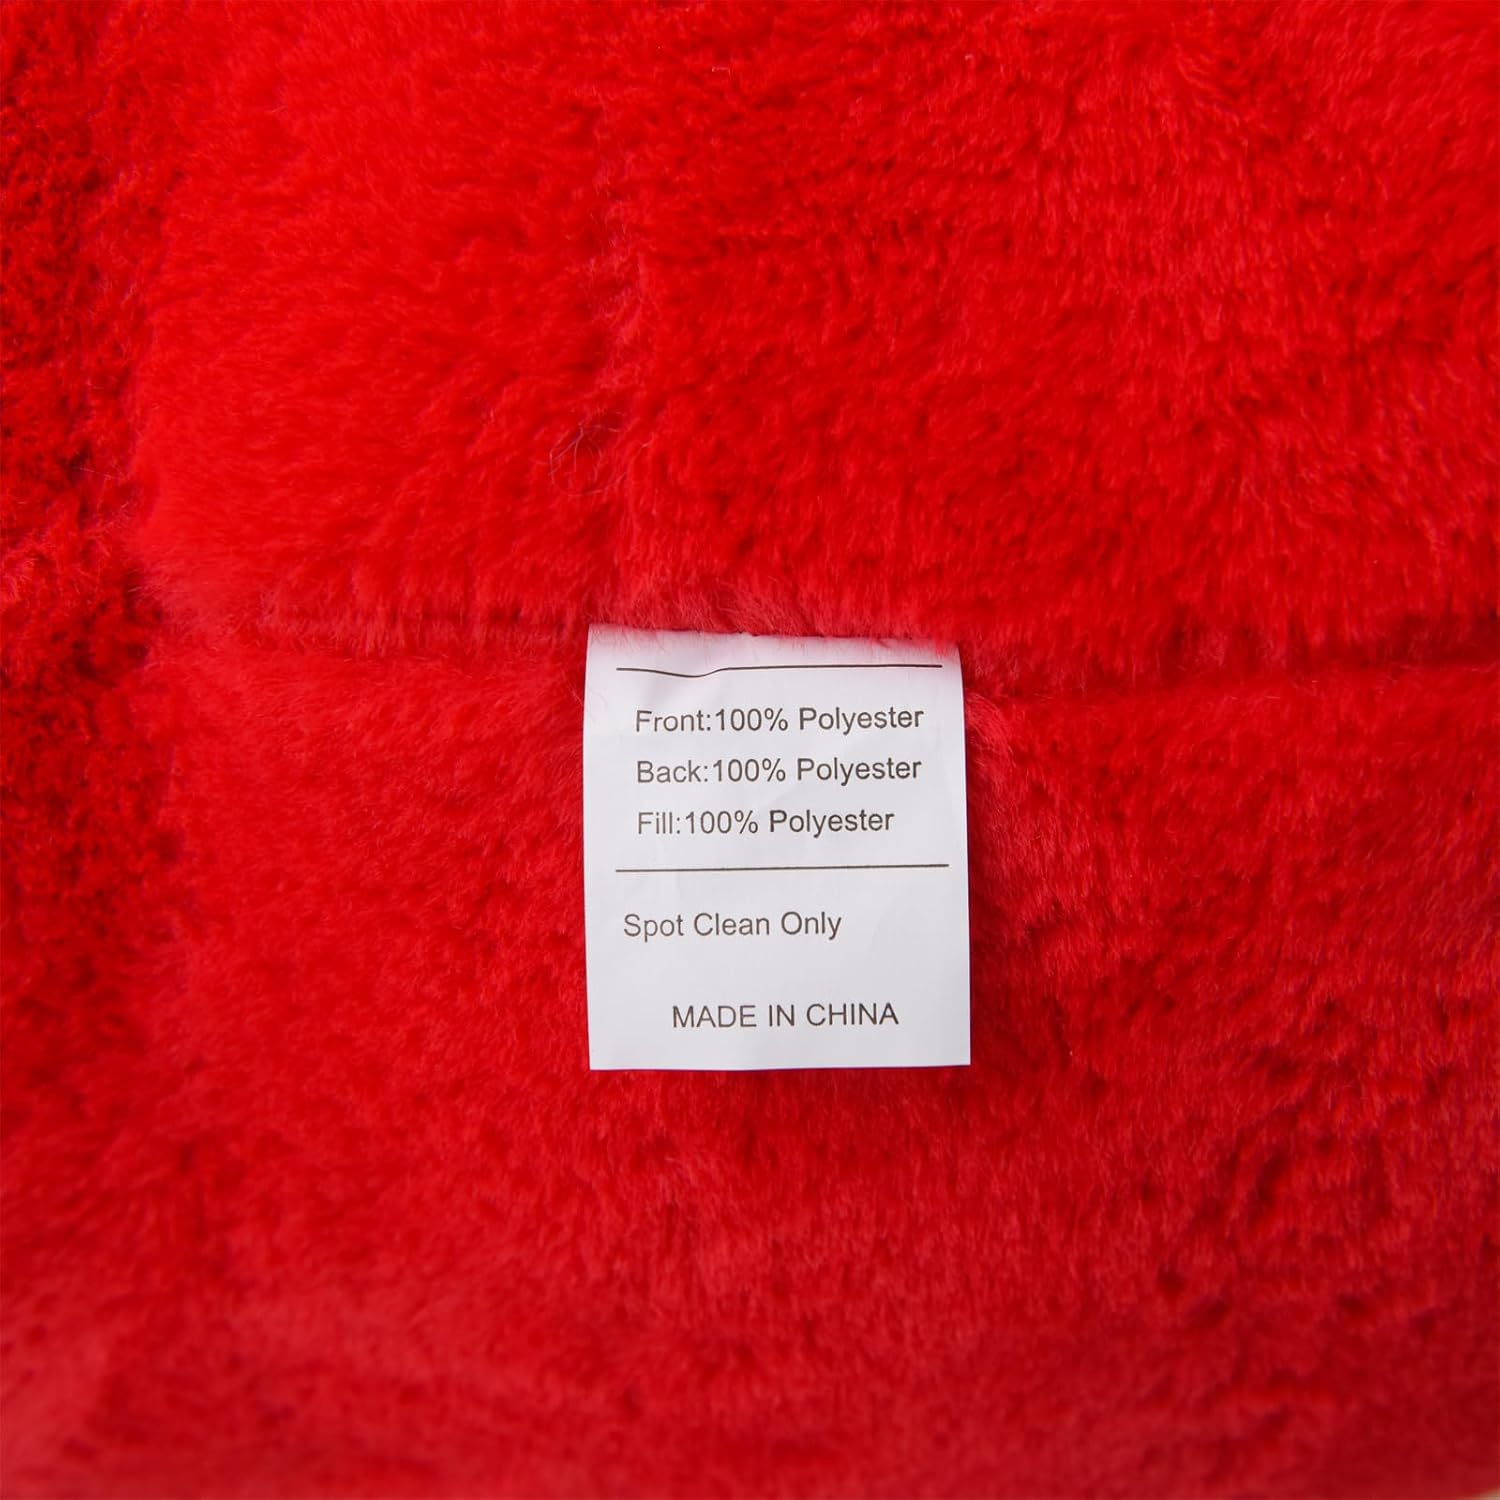 Front:100% Polyester
Back:100% Polyester
Fill:100% Polyester
Spot Clean Only
MADE IN CHINA